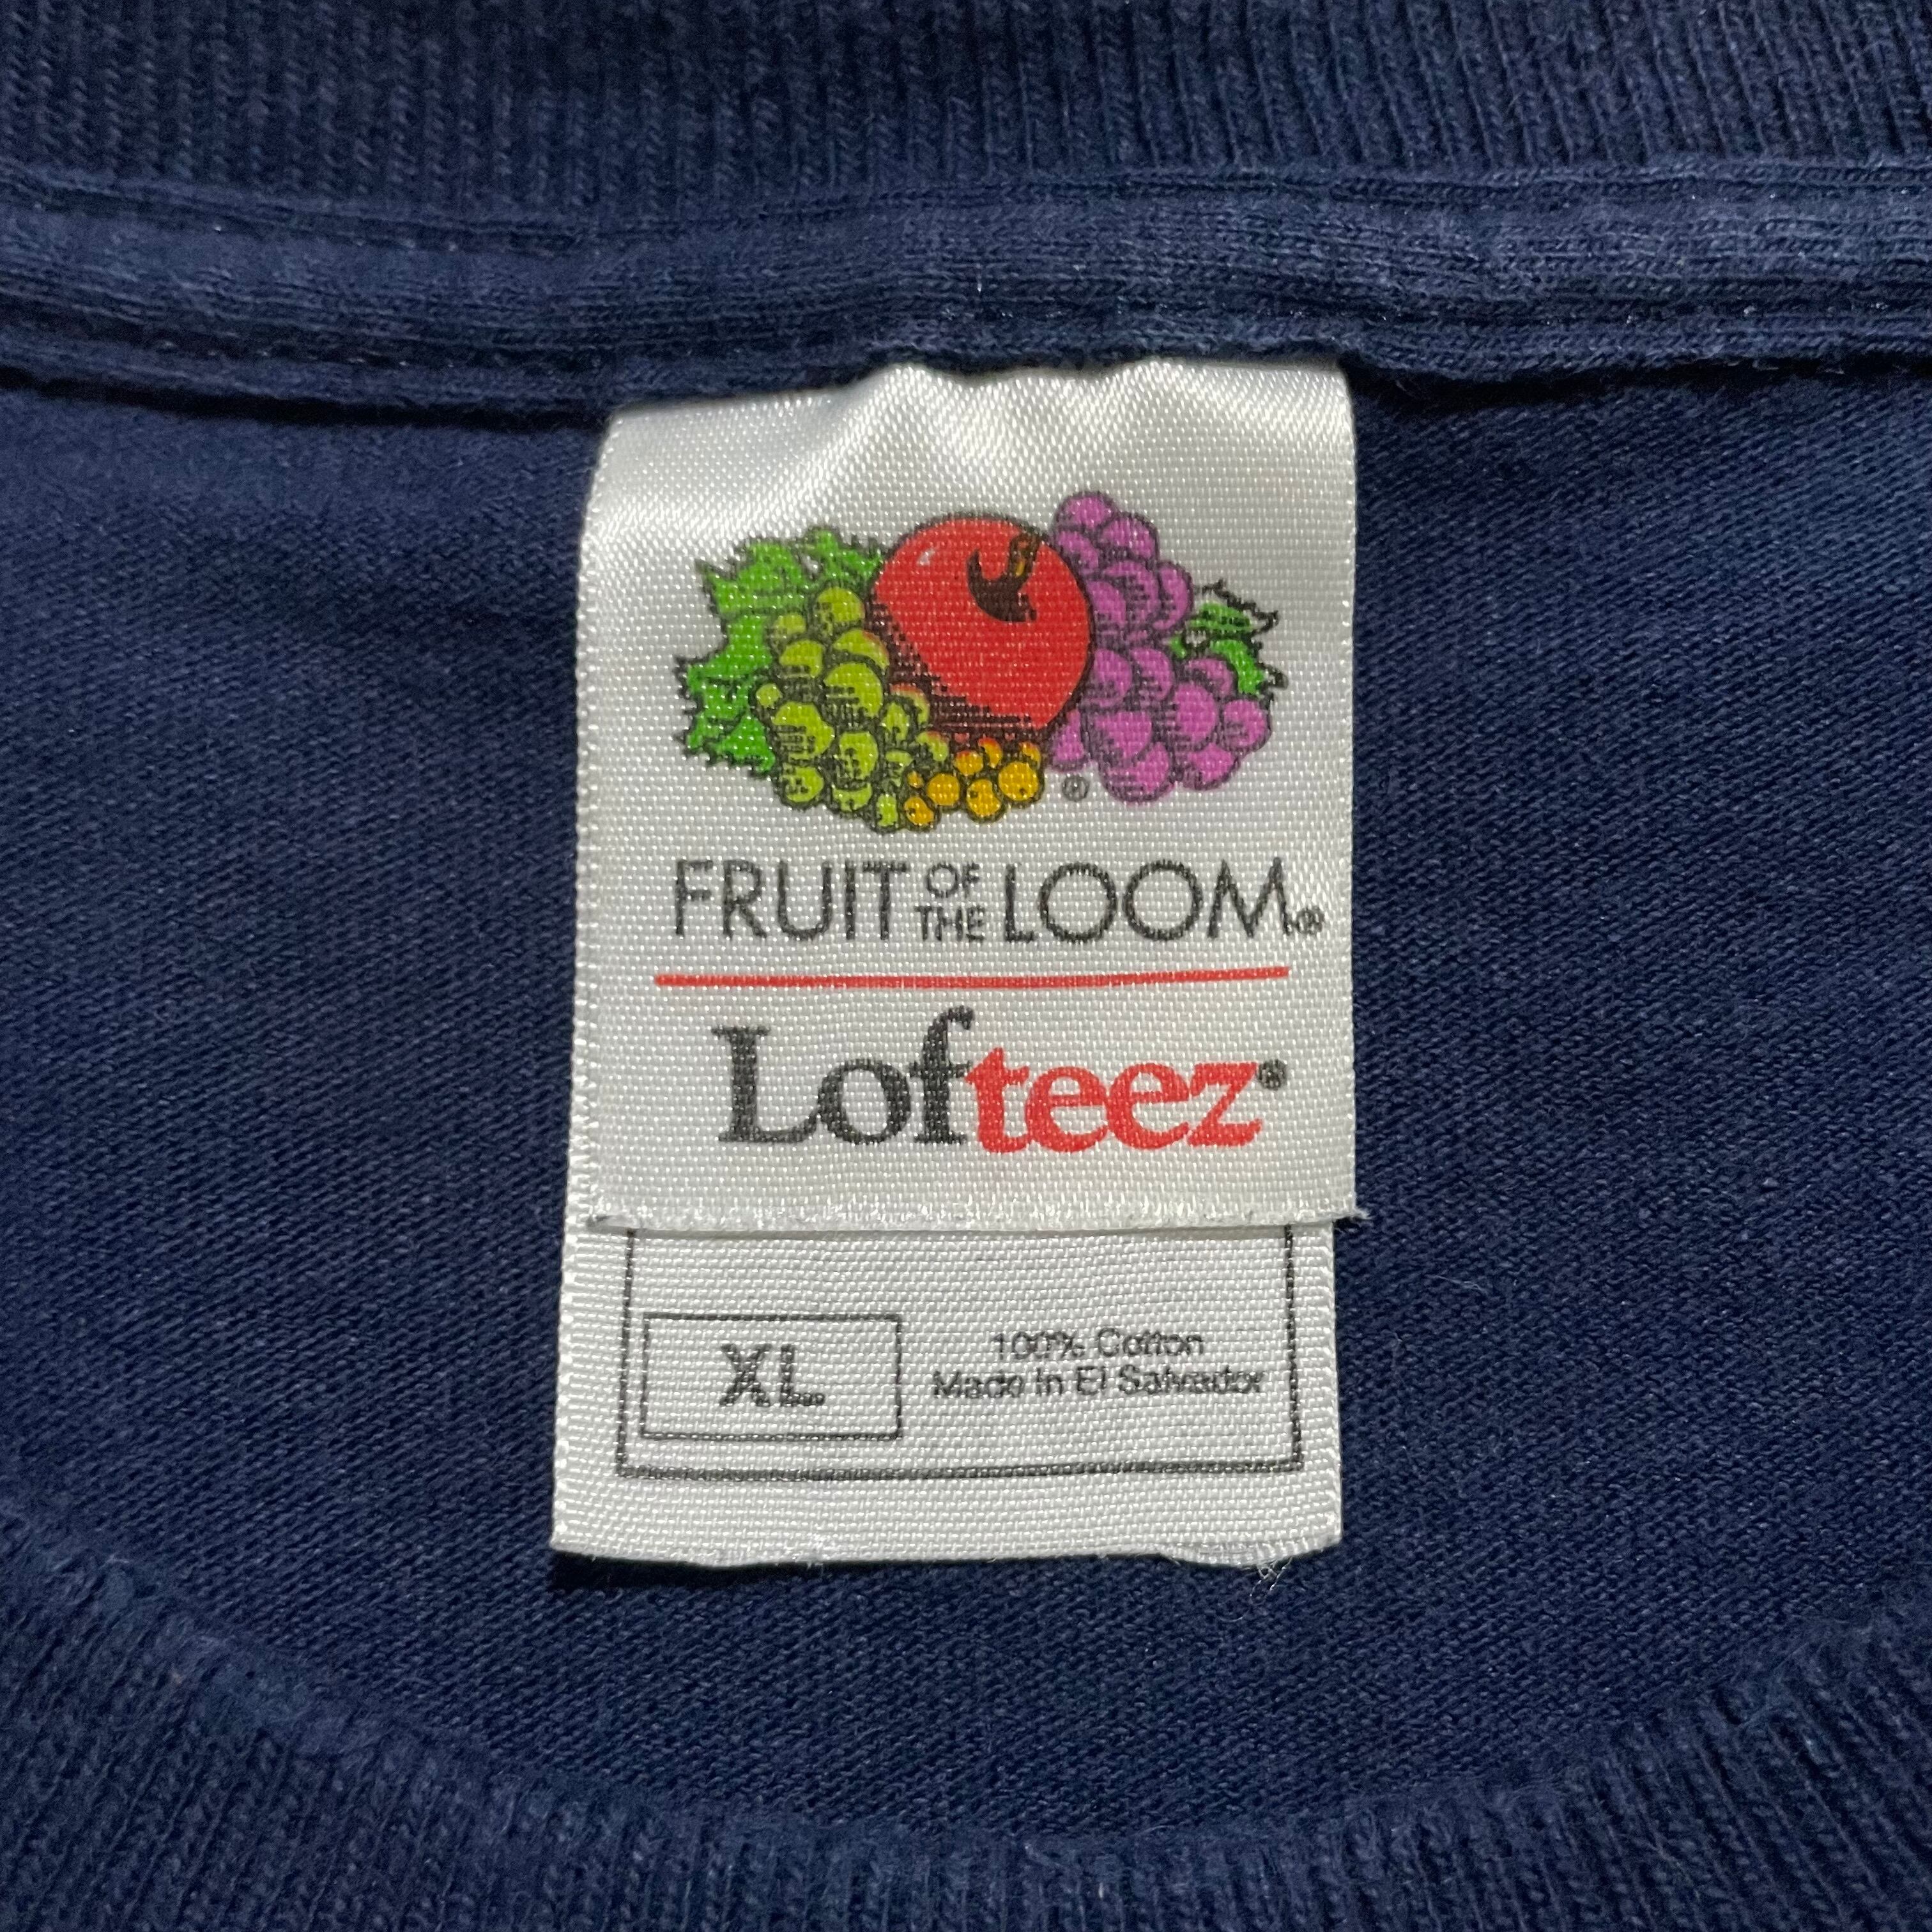 ®
FRUIT OF THE LOOM®
Lofteez®
XL
100% Cotton
Made in El Salvador